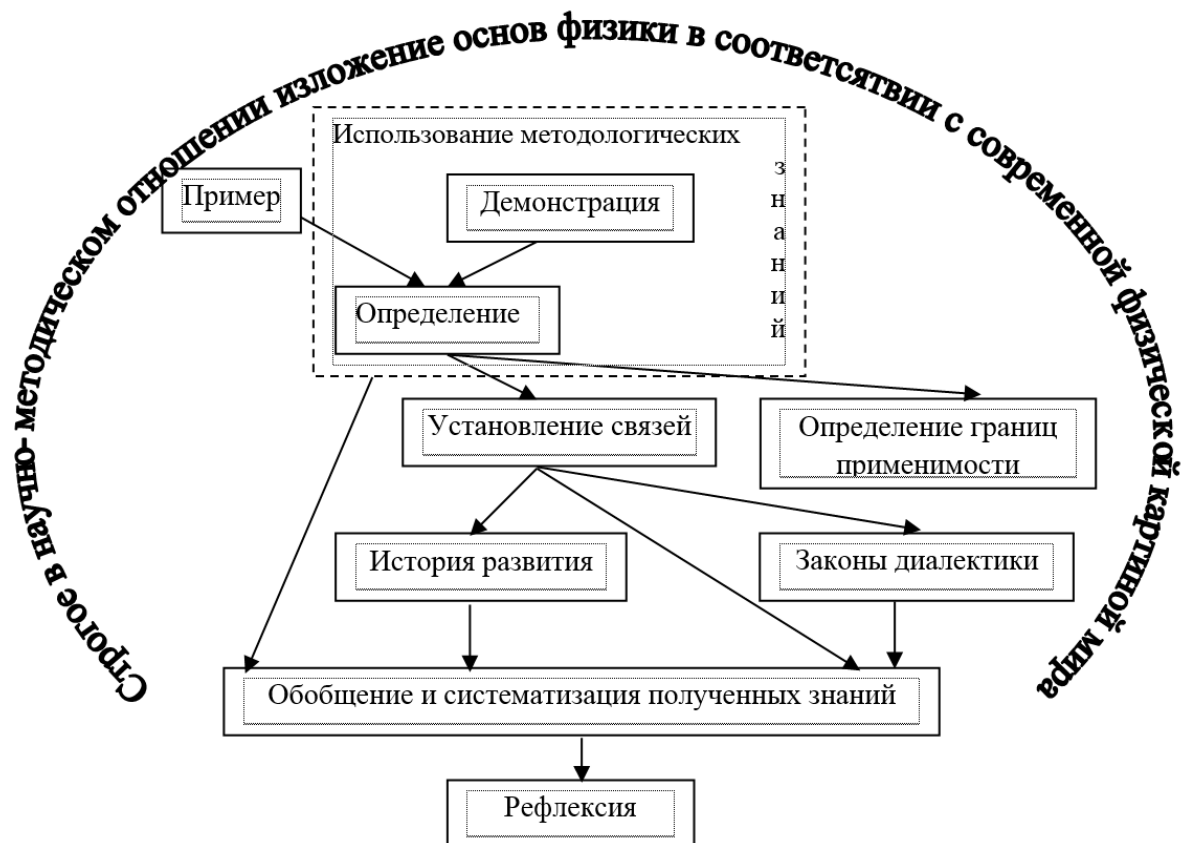 Строгое в научно-методическом отношении изложение основ физики в соответсятвии с современной физической картиной мира
Использование методологических
знаний
Пример
Демонстрация
Определение
Установление связей
Определение границ
применимости
История развития
Законы диалектики
Обобщение и систематизация полученных знаний
Рефлексия